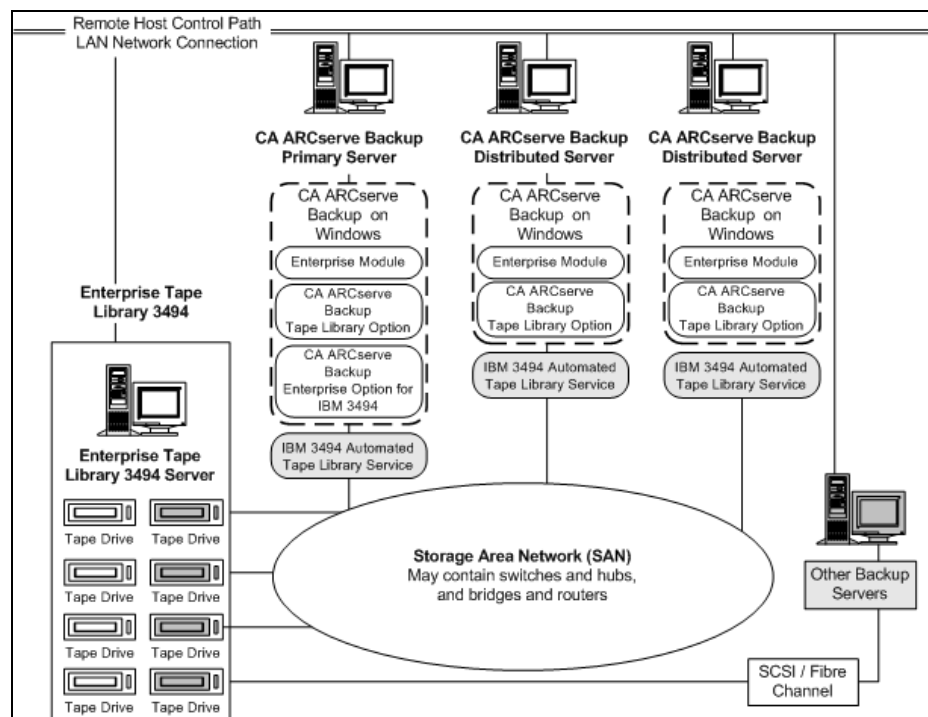 Remote Host Control Path
LAN Network Connection
CA ARCserve Backup
Primary Server
CA ARCserve Backup
Distributed Server
CA ARCserve Backup
Distributed Server
CA ARCserve
Backup on
Windows
Enterprise Module
CA ARCserve
Backup
Tape Library Option
CA ARCserve
Backup
Enterprise Option for
IBM 3494
IBM 3494 Automated
Tape Library Service
CA ARCserve
Backup on
Windows
Enterprise Module
CA ARCserve
Backup
Tape Library Option
IBM 3494 Automated
Tape Library Service
CA ARCserve
Backup on
Windows
Enterprise Module
CA ARCserve
Backup
Tape Library Option
IBM 3494 Automated
Tape Library Service
Enterprise Tape
Library 3494
Enterprise Tape
Library 3494 Server
Tape Drive
Tape Drive
Tape Drive
Tape Drive
Tape Drive
Tape Drive
Tape Drive
Tape Drive
Storage Area Network (SAN)
May contain switches and hubs,
and bridges and routers
Other Backup
Servers
SCSI / Fibre
Channel